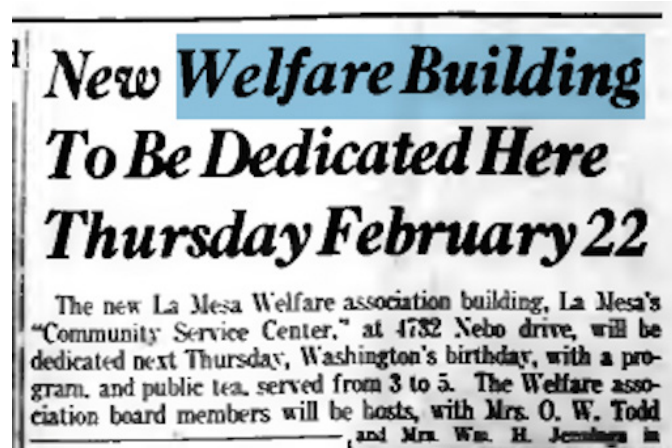 New Welfare Building
To Be Dedicated Here
Thursday February 22
The new La Mesa Welfare association building, La Mesa's
"Community Service Center," at 4732 Nebo drive, will be
dedicated next Thursday, Washington's birthday, with a pro-
gram, and public tea, served from 3 to 5. The Welfare asso-
ciation board members will be hosts, with Mrs. O. W. Todd
and Mrs. Wm. H. Jennings in